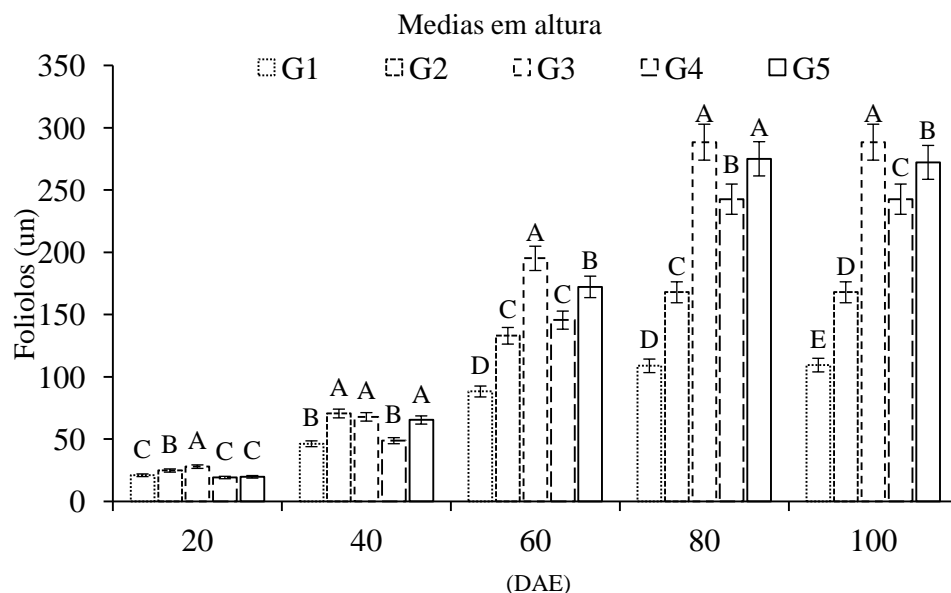 Medias em altura
G1 G2 G3 G4 G5
Foliolos (un)
350
300
250
200
150
100
50
0
C B A C C
B A A B A
D C A C B
D C A B A
E D A C B
20 40 60 80 100
(DAE)